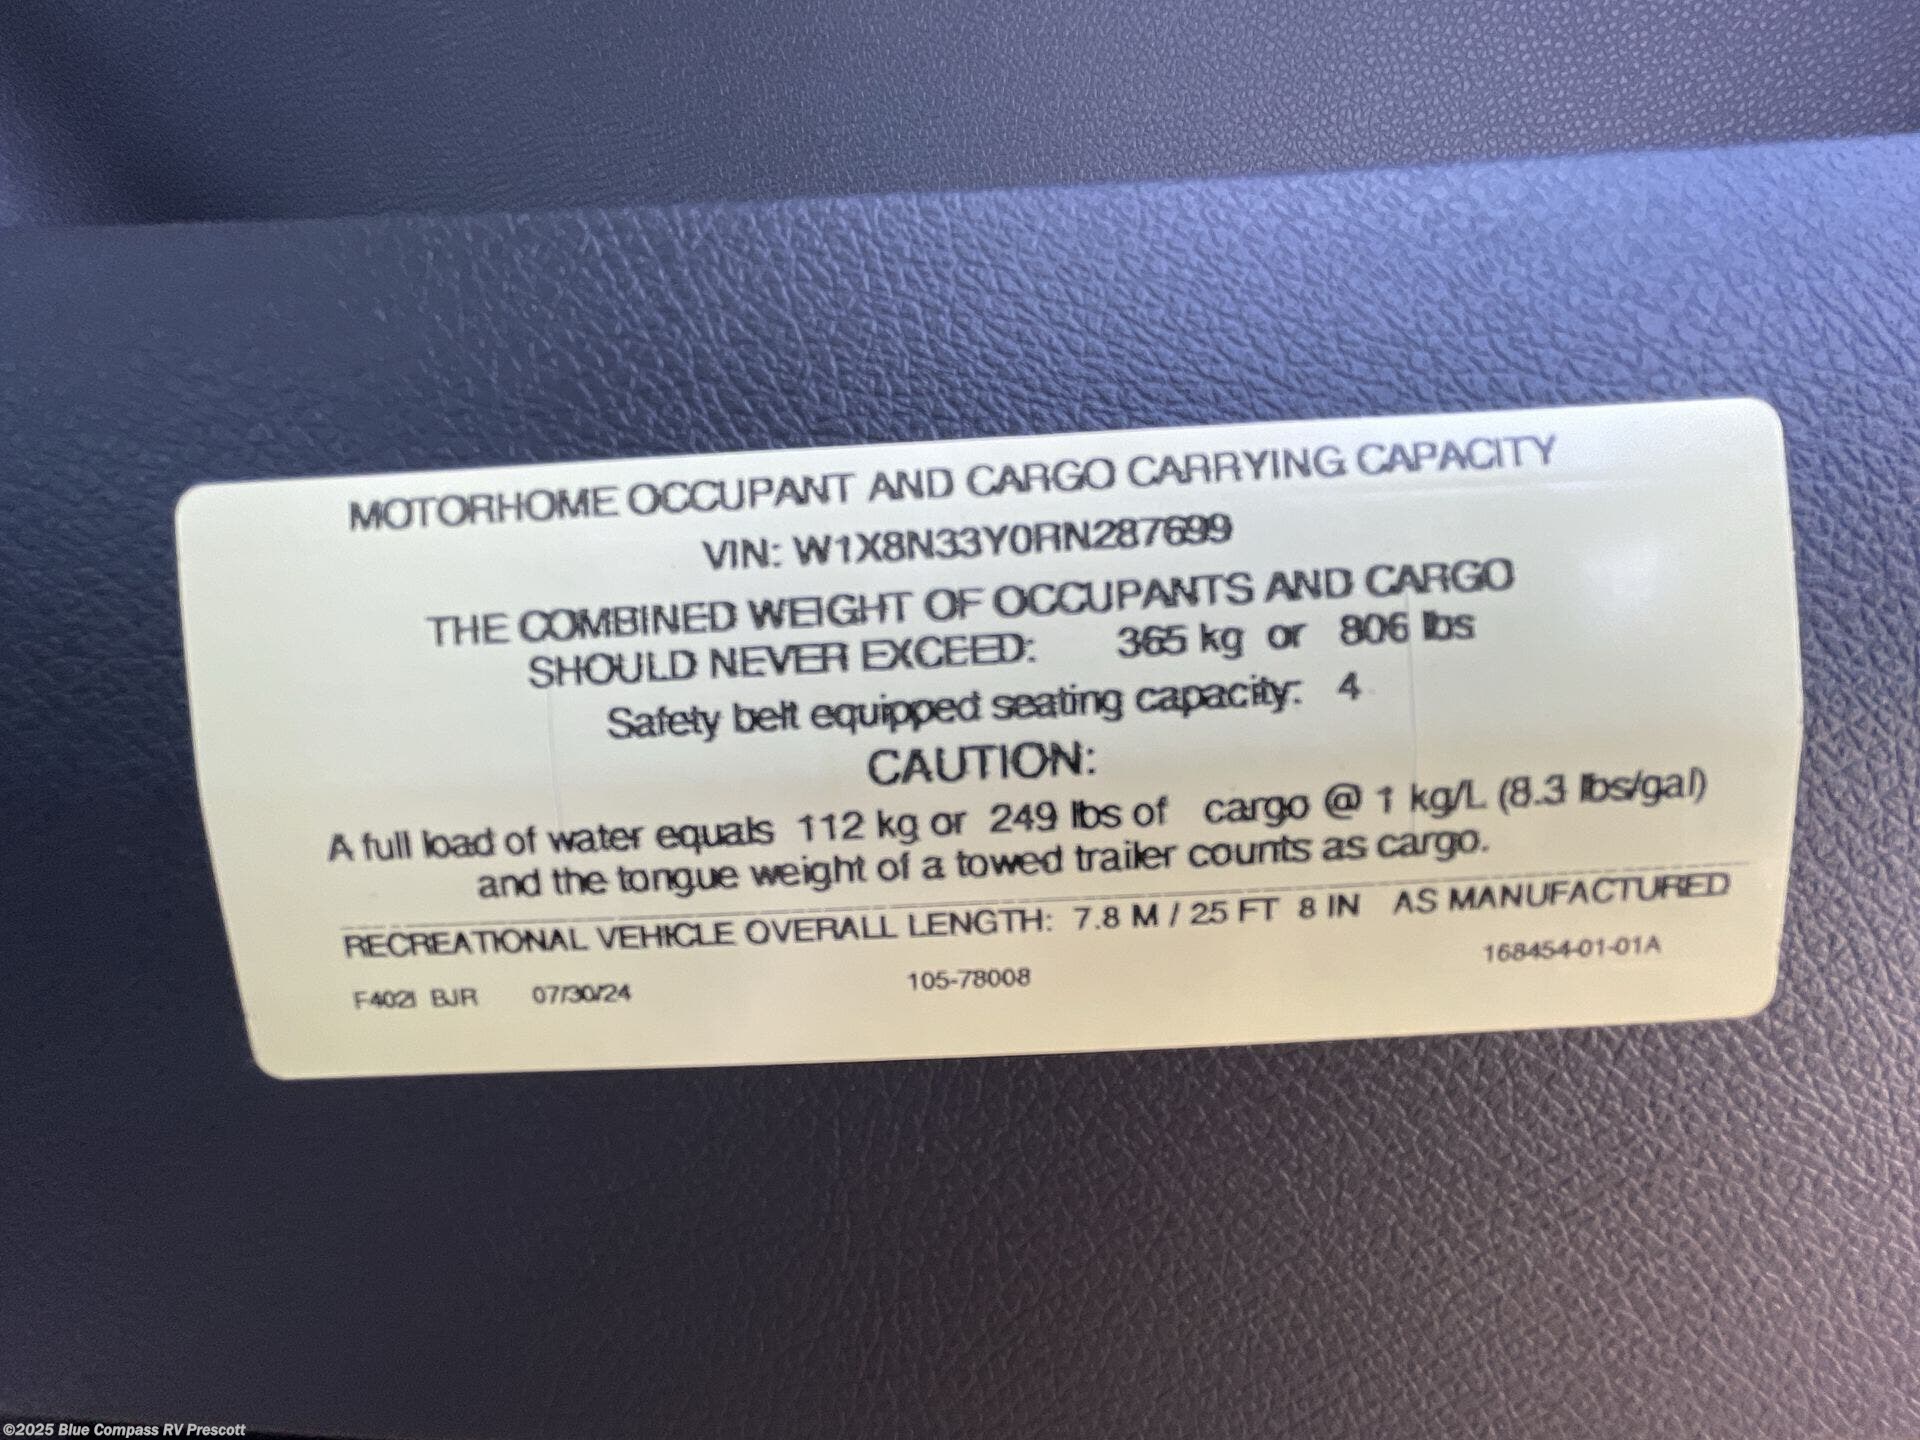 MOTORHOME OCCUPANT AND CARGO CARRYING CAPACITY
VIN: W1X8N33Y0RN287699
THE COMBINED WEIGHT OF OCCUPANTS AND CARGO
SHOULD NEVER EXCEED: 365 kg or 806 lbs
Safety belt equipped seating capacity: 4
CAUTION:
A full load of water equals 112 kg or 249 lbs of cargo @ 1 kg/L (8.3 lbs/gal)
and the tongue weight of a towed trailer counts as cargo.
RECREATIONAL VEHICLE OVERALL LENGTH: 7.8 M / 25 FT 8 IN AS MANUFACTURED
F402I BJR 07/30/24 105-78008 168454-01-01A
©2025 Blue Compass RV Prescott